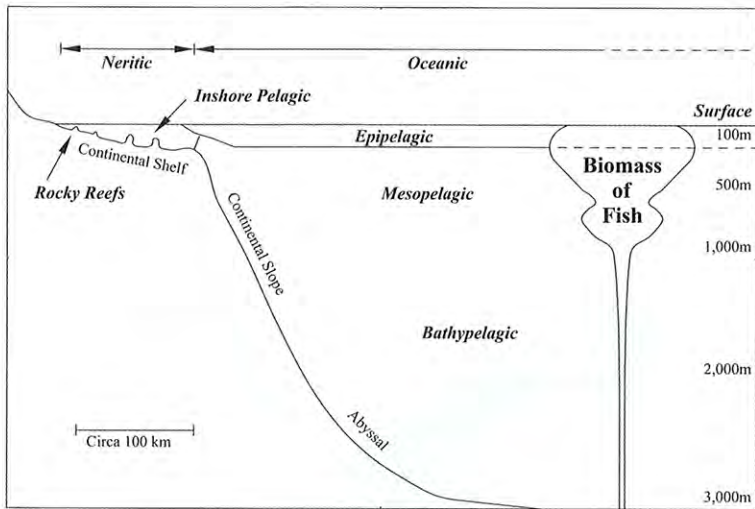 Neritic
Oceanic
Inshore Pelagic
Surface
100m
Epipelagic
Continental Shelf
Biomass
of
Fish
Rocky Reefs
Mesopelagic
500m
Continental Slope
1,000m
Bathypelagic
2,000m
Abyssal
Circa 100 km
3,000m